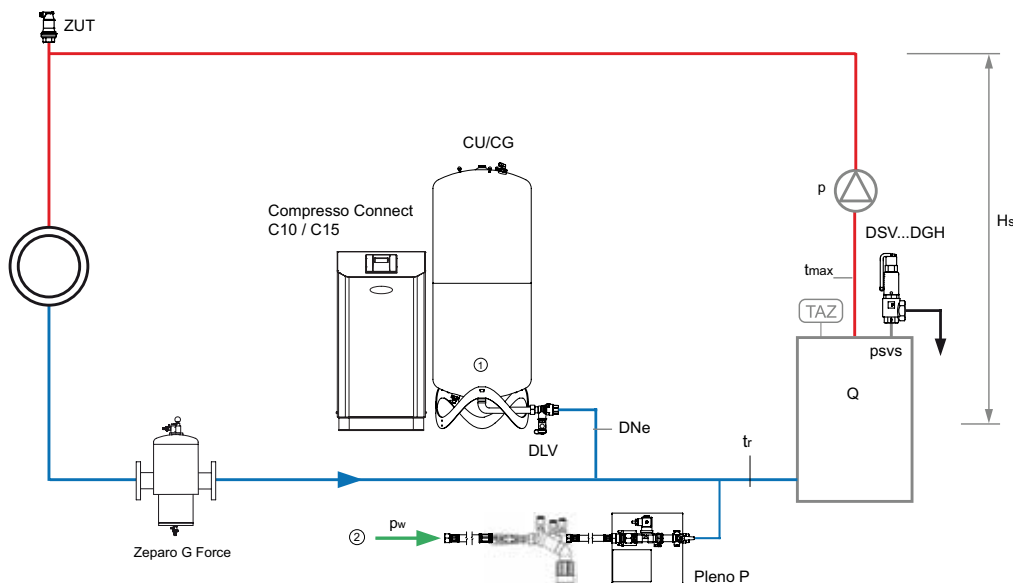 ZUT
CU/CG
Compresso Connect
C10 / C15
p
Hs
DSV...DGH
tmax
TAZ
psvs
Q
1
DNe
DLV
tr
pw
2
Zeparo G Force
Pleno P